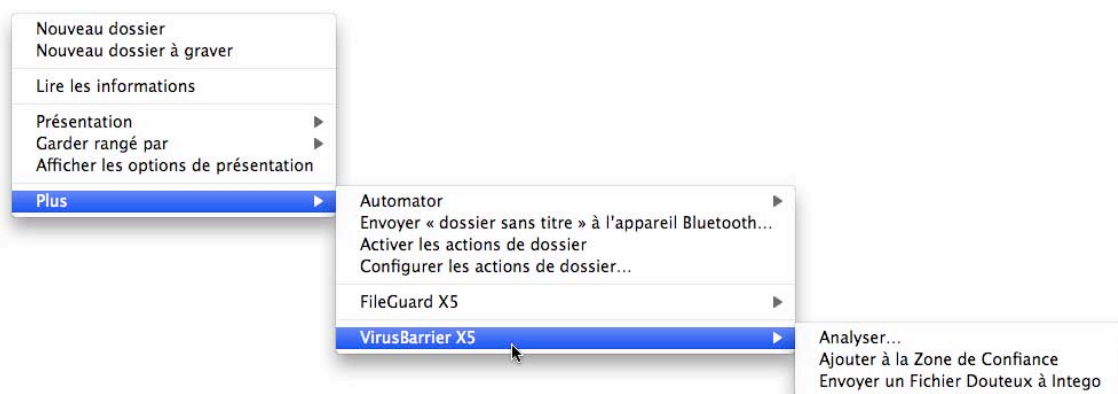 Nouveau dossier
Nouveau dossier à graver
Lire les informations
Présentation
Garder rangé par
Afficher les options de présentation
Plus
Automator
Envoyer « dossier sans titre » à l'appareil Bluetooth...
Activer les actions de dossier
Configurer les actions de dossier...
FileGuard X5
VirusBarrier X5
Analyser...
Ajouter à la Zone de Confiance
Envoyer un Fichier Douteux à Intego